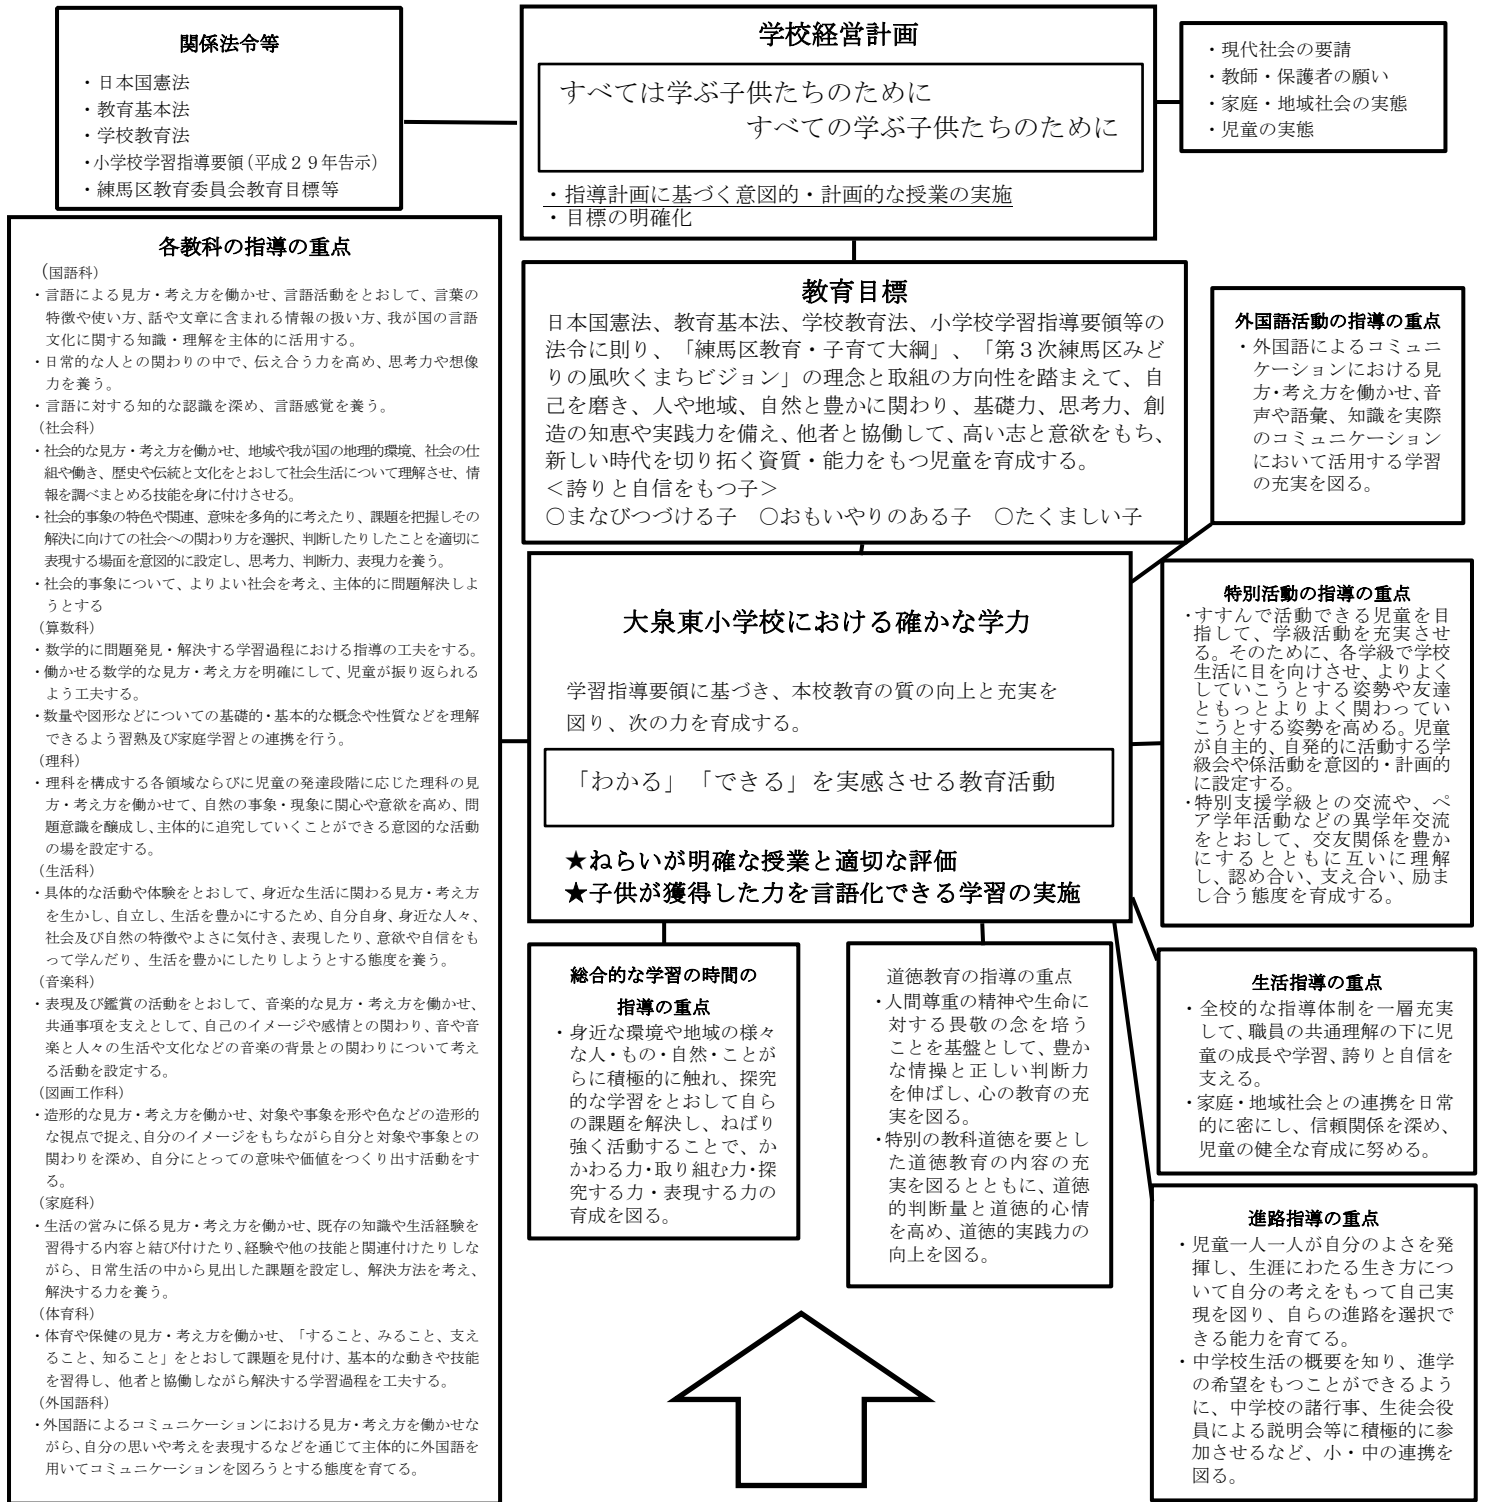 関係法令等
・日本国憲法
・教育基本法
・学校教育法
・小学校学習指導要領(平成２９年告示)
・練馬区教育委員会教育目標等
学校経営計画
すべては学ぶ子供たちのために
すべての学ぶ子供たちのために
・指導計画に基づく意図的・計画的な授業の実施
・目標の明確化
・現代社会の要請
・教師・保護者の願い
・家庭・地域社会の実態
・児童の実態
各教科の指導の重点
(国語科)
・言語による見方・考え方を働かせ、言語活動をとおして、言葉の
特徴や使い方、話や文章に含まれる情報の扱い方、我が国の言語
文化に関する知識・理解を主体的に活用する。
・日常的な人との関わりの中で、伝え合う力を高め、思考力や想像
力を養う。
・言語に対する知的な認識を深め、言語感覚を養う。
(社会科)
・社会的な見方・考え方を働かせ、地域や我が国の地理的環境、社会の仕
組や働き、歴史や伝統と文化をとおして社会生活について理解させ、情
報を調べまとめる技能を身に付けさせる。
・社会的事象の特色や関連、意味を多角的に考えたり、課題を把握しその
解決に向けての社会への関わり方を選択、判断したりしたことを適切に
表現する場面を意図的に設定し、思考力、判断力、表現力を養う。
・社会的事象について、よりよい社会を考え、主体的に問題解決しよ
うとする
(算数科)
・数学的に問題発見・解決する学習過程における指導の工夫をする。
・働かせる数学的な見方・考え方を明確にして、児童が振り返られる
よう工夫する。
・数量や図形などについての基礎的・基本的な概念や性質などを理解
できるよう習熟及び家庭学習との連携を行う。
(理科)
・理科を構成する各領域ならびに児童の発達段階に応じた理科の見
方・考え方を働かせて、自然の事象・現象に関心や意欲を高め、問
題意識を醸成し、主体的に追究していくことができる意図的な活動
の場を設定する。
(生活科)
・具体的な活動や体験をとおして、身近な生活に関わる見方・考え方
を生かし、自立し、生活を豊かにするため、自分自身、身近な人々、
社会及び自然の特徴やよさに気付き、表現したり、意欲や自信をも
って学んだり、生活を豊かにしたりしようとする態度を養う。
(音楽科)
・表現及び鑑賞の活動をとおして、音楽的な見方・考え方を働かせ、
共通事項を支えとして、自己のイメージや感情との関わり、音や音
楽と人々の生活や文化などの音楽の背景との関わりについて考え
る活動を設定する。
(図画工作科)
・造形的な見方・考え方を働かせ、対象や事象を形や色などの造形的
な視点で捉え、自分のイメージをもちながら自分と対象や事象との
関わりを深め、自分にとっての意味や価値をつくり出す活動をす
る。
(家庭科)
・生活の営みに係る見方・考え方を働かせ、既存の知識や生活経験を
習得する内容と結び付けたり、経験や他の技能と関連付けたりしな
がら、日常生活の中から見出した課題を設定し、解決方法を考え、
解決する力を養う。
(体育科)
・体育や保健の見方・考え方を働かせ、「すること、みること、支え
ること、知ること」をとおして課題を見付け、基本的な動きや技能
を習得し、他者と協働しながら解決する学習過程を工夫する。
(外国語科)
・外国語によるコミュニケーションにおける見方・考え方を働かせな
がら、自分の思いや考えを表現するなどを通じて主体的に外国語を
用いてコミュニケーションを図ろうとする態度を育てる。
教育目標
日本国憲法、教育基本法、学校教育法、小学校学習指導要領等の
法令に則り、「練馬区教育・子育て大綱」、「第３次練馬区みど
りの風吹くまちビジョン」の理念と取組の方向性を踏まえて、自
己を磨き、人や地域、自然と豊かに関わり、基礎力、思考力、創
造の知恵や実践力を備え、他者と協働して、高い志と意欲をもち、
新しい時代を切り拓く資質・能力をもつ児童を育成する。
＜誇りと自信をもつ子＞
○まなびつづける子　○おもいやりのある子　○たくましい子
大泉東小学校における確かな学力
学習指導要領に基づき、本校教育の質の向上と充実を
図り、次の力を育成する。
「わかる」「できる」を実感させる教育活動
★ねらいが明確な授業と適切な評価
★子供が獲得した力を言語化できる学習の実施
外国語活動の指導の重点
・外国語によるコミュニ
ケーションにおける見
方・考え方を働かせ、音
声や語彙、知識を実際
のコミュニケーション
において活用する学習
の充実を図る。
特別活動の指導の重点
・すすんで活動できる児童を目
指して、学級活動を充実させ
る。そのために、各学級で学校
生活に目を向けさせ、よりよく
していこうとする姿勢や友達
ともっとよりよく関わってい
こうとする姿勢を高める。児童
が自主的、自発的に活動する学
級会や係活動を意図的・計画的
に設定する。
・特別支援学級との交流や、ペ
ア学年活動などの異学年交流
をとおして、交友関係を豊か
にするとともに互いに理解
し、認め合い、支え合い、励ま
し合う態度を育成する。
総合的な学習の時間の
指導の重点
・身近な環境や地域の様々
な人・もの・自然・ことが
らに積極的に触れ、探究
的な学習をとおして自ら
の課題を解決し、ねばり
強く活動することで、か
かわる力・取り組む力・探
究する力・表現する力の
育成を図る。
道徳教育の指導の重点
・人間尊重の精神や生命に
対する畏敬の念を培う
ことを基盤として、豊か
な情操と正しい判断力
を伸ばし、心の教育の充
実を図る。
・特別の教科道徳を要とし
た道徳教育の内容の充
実を図るとともに、道徳
的判断量と道徳的心情
を高め、道徳的実践力の
向上を図る。
生活指導の重点
・全校的な指導体制を一層充実
して、職員の共通理解の下に児
童の成長や学習、誇りと自信を
支える。
・家庭・地域社会との連携を日常
的に密にし、信頼関係を深め、
児童の健全な育成に努める。
進路指導の重点
・児童一人一人が自分のよさを発
揮し、生涯にわたる生き方につ
いて自分の考えをもって自己実
現を図り、自らの進路を選択で
きる能力を育てる。
・中学校生活の概要を知り、進学
の希望をもつことができるよう
に、中学校の諸行事、生徒会役
員による説明会等に積極的に参
加させるなど、小・中の連携を
図る。